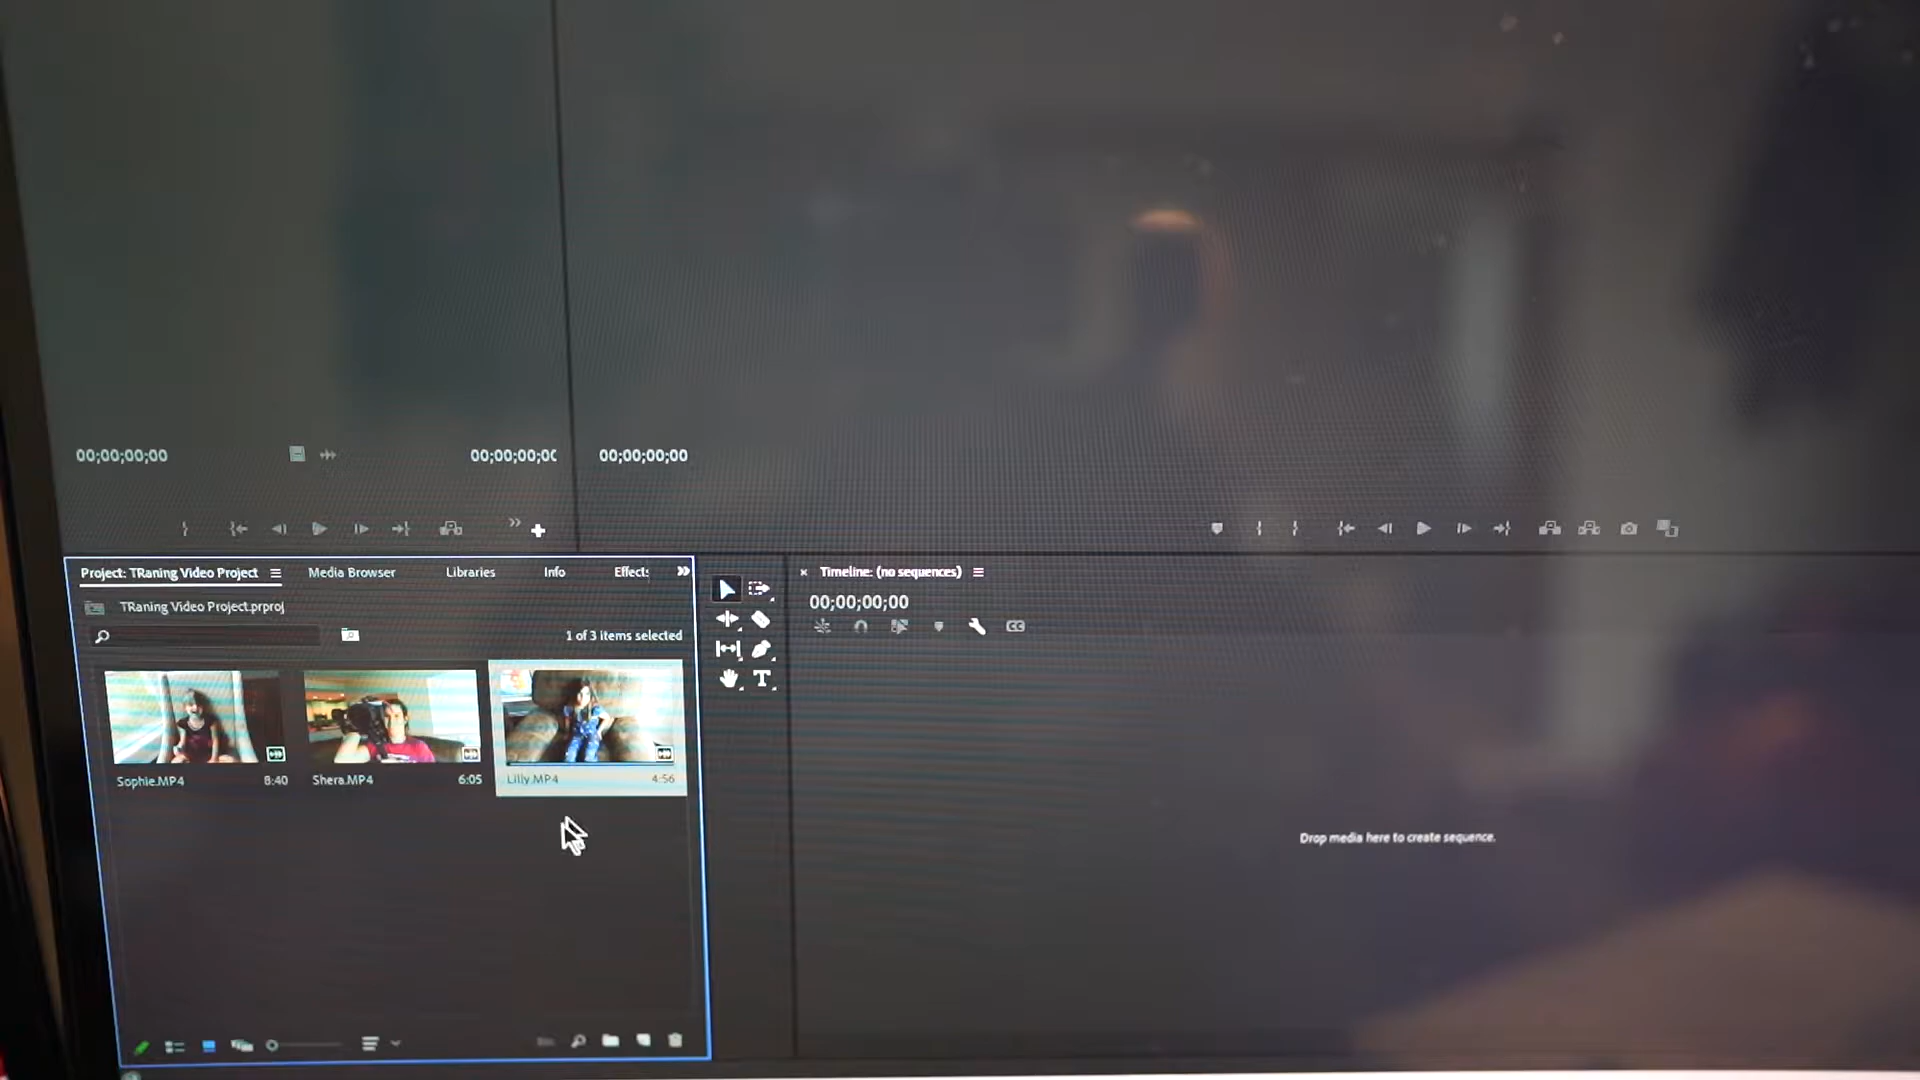 00;00;00;00
00;00;00;0
00;00;00;00
Project: TRaning Video Project
Media Browser
Libraries
Info
Effects
TRaning Video Project.prproj
1 of 3 items selected
Sophie.MP4 8:40
Shera.MP4 6:05
Lilly.MP4 4:56
T
× Timeline: (no sequences)
00;00;00;00
CC
Drop media here to create sequence.